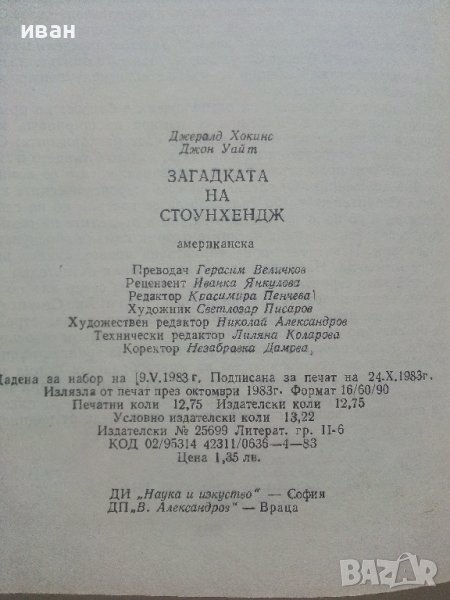 иван
Джералд Хокинс
Джон Уайт
ЗАГАДКАТА
НА
СТОУНХЕНДЖ
американска
Преводач Герасим Величков
Рецензент Иванка Янкулова
Редактор Красимира Пенчева
Художник Светлозар Писаров
Художествен редактор Николай Александров
Технически редактор Лиляна Коларова
Коректор Незабравка Дамова
Дадена за набор на 19.V.1983 г. Подписана за печат на 24.X.1983г.
Излязла от печат през октомври 1983г. Формат 16/60/90
Печатни коли 12,75 Издателски коли 12,75
Условно издателски коли 13,22
Издателски № 25699 Литерат. гр. II-6
КОД 02/95314 42311/0636—4—83
Цена 1,35 лв.
ДИ „Наука и изкуство" — София
ДП„В. Александров" — Враца
BAZAR